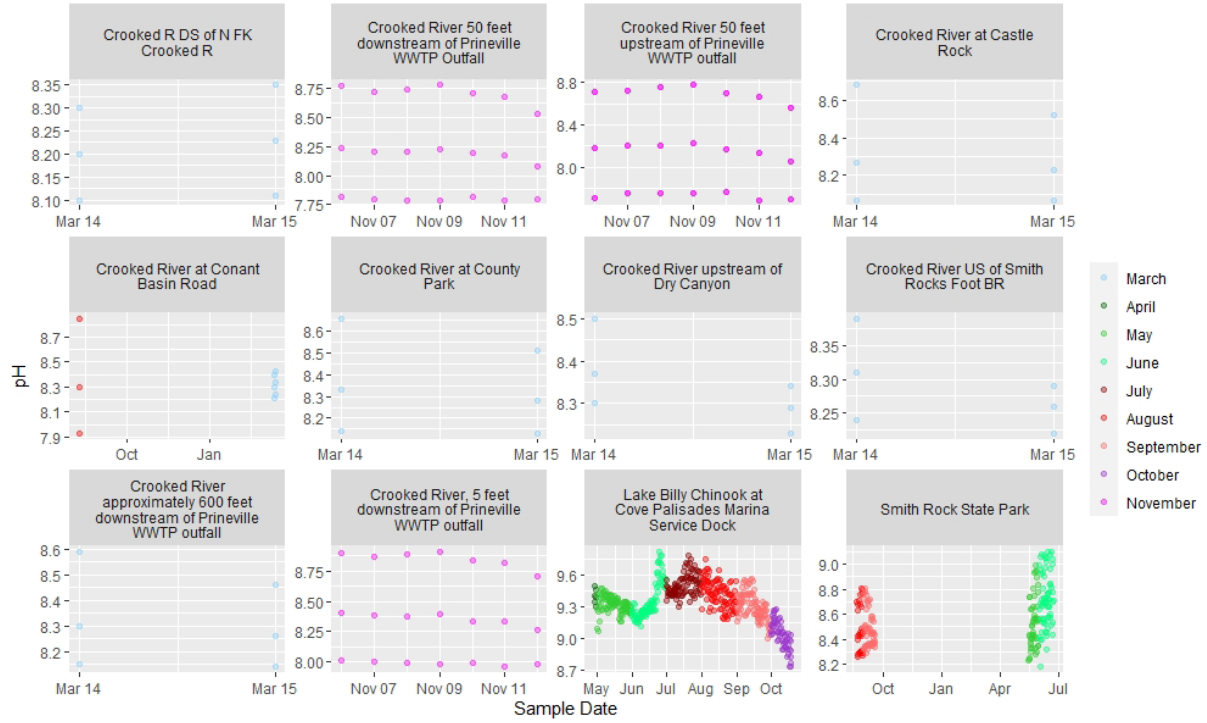 Crooked R DS of N FK
Crooked R
Crooked River 50 feet
downstream of Prineville
WWTP Outfall
Crooked River 50 feet
upstream of Prineville
WWTP outfall
Crooked River at Castle
Rock
8.35
8.30
8.25
8.20
8.15
8.10
Mar 14
Mar 15
8.75
8.50
8.25
8.00
7.75
Nov 07
Nov 09
Nov 11
8.8
8.4
8.0
Nov 07
Nov 09
Nov 11
8.6
8.4
8.2
Mar 14
Mar 15
Crooked River at Conant
Basin Road
Crooked River at County
Park
Crooked River upstream of
Dry Canyon
Crooked River US of Smith
Rocks Foot BR
8.7
8.5
8.3
8.1
7.9
Oct
Jan
8.6
8.5
8.4
8.3
8.2
Mar 14
Mar 15
8.5
8.4
8.3
Mar 14
Mar 15
8.35
8.30
8.25
Mar 14
Mar 15
Crooked River
approximately 600 feet
downstream of Prineville
WWTP outfall
Crooked River, 5 feet
downstream of Prineville
WWTP outfall
Lake Billy Chinook at
Cove Palisades Marina
Service Dock
Smith Rock State Park
8.6
8.5
8.4
8.3
8.2
Mar 14
Mar 15
8.75
8.50
8.25
8.00
Nov 07
Nov 09
Nov 11
9.6
9.3
9.0
8.7
May
Jun
Jul
Aug
Sep
Oct
9.0
8.8
8.6
8.4
8.2
Oct
Jan
Apr
Jul
pH
Sample Date
March
April
May
June
July
August
September
October
November